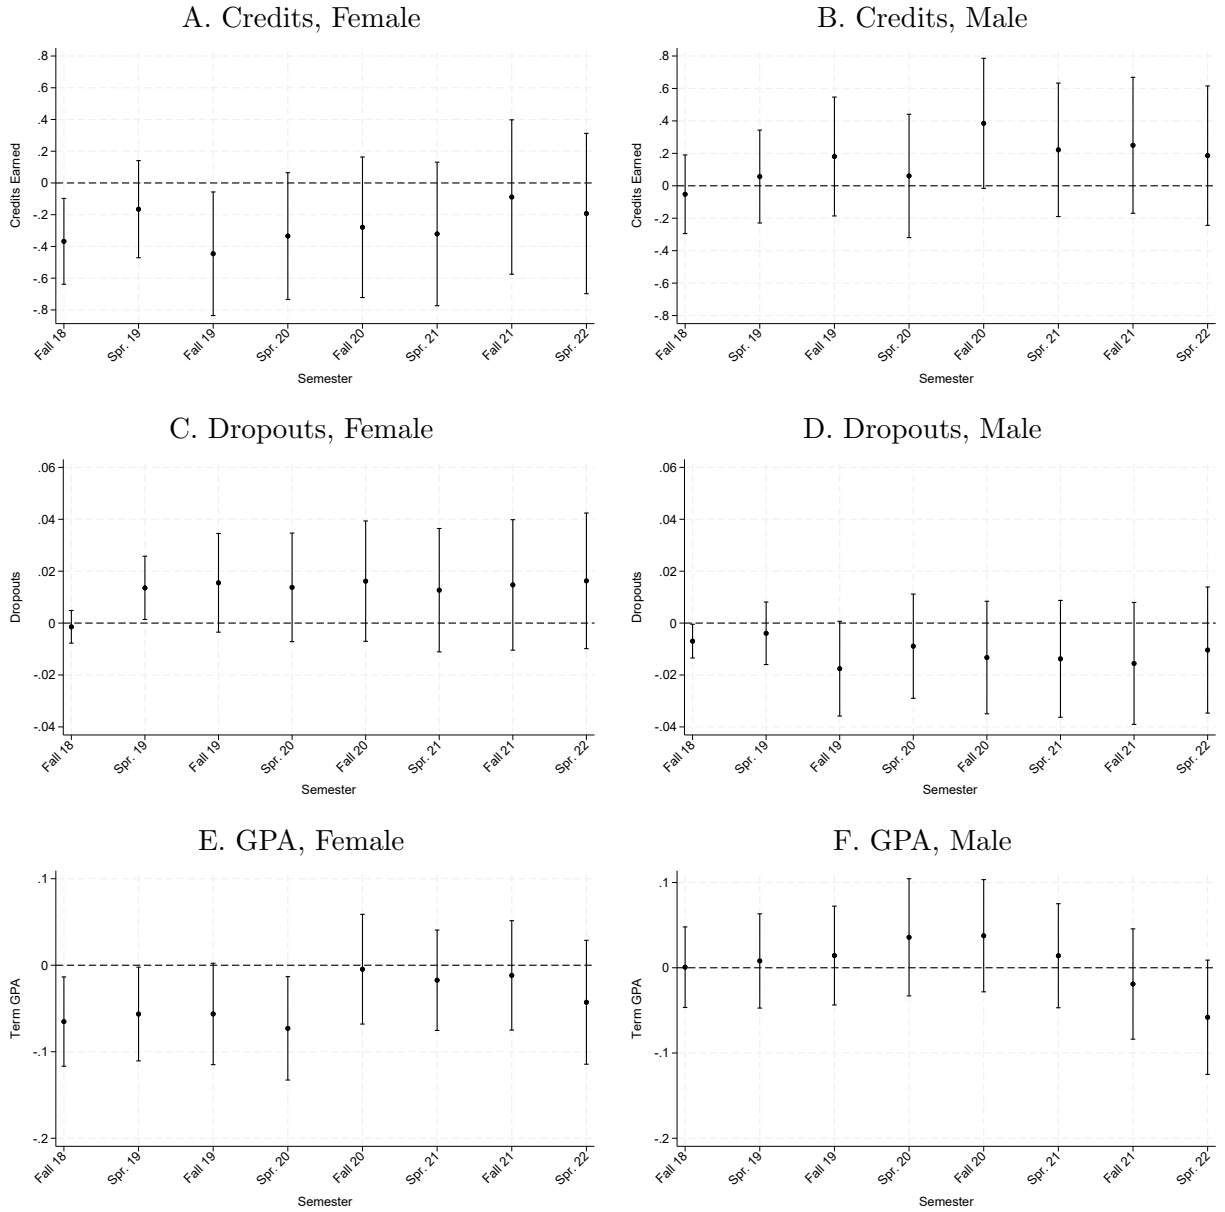 A. Credits, Female
Credits Earned
.8
.6
.4
.2
0
-.2
-.4
-.6
-.8
Fall 18
Spr. 19
Fall 19
Spr. 20
Fall 20
Spr. 21
Fall 21
Spr. 22
Semester
B. Credits, Male
Credits Earned
.8
.6
.4
.2
0
-.2
-.4
-.6
-.8
Fall 18
Spr. 19
Fall 19
Spr. 20
Fall 20
Spr. 21
Fall 21
Spr. 22
Semester
C. Dropouts, Female
Dropouts
.06
.04
.02
0
-.02
-.04
Fall 18
Spr. 19
Fall 19
Spr. 20
Fall 20
Spr. 21
Fall 21
Spr. 22
Semester
D. Dropouts, Male
Dropouts
.06
.04
.02
0
-.02
-.04
Fall 18
Spr. 19
Fall 19
Spr. 20
Fall 20
Spr. 21
Fall 21
Spr. 22
Semester
E. GPA, Female
Term GPA
.1
0
-.1
-.2
Fall 18
Spr. 19
Fall 19
Spr. 20
Fall 20
Spr. 21
Fall 21
Spr. 22
Semester
F. GPA, Male
Term GPA
.1
0
-.1
-.2
Fall 18
Spr. 19
Fall 19
Spr. 20
Fall 20
Spr. 21
Fall 21
Spr. 22
Semester